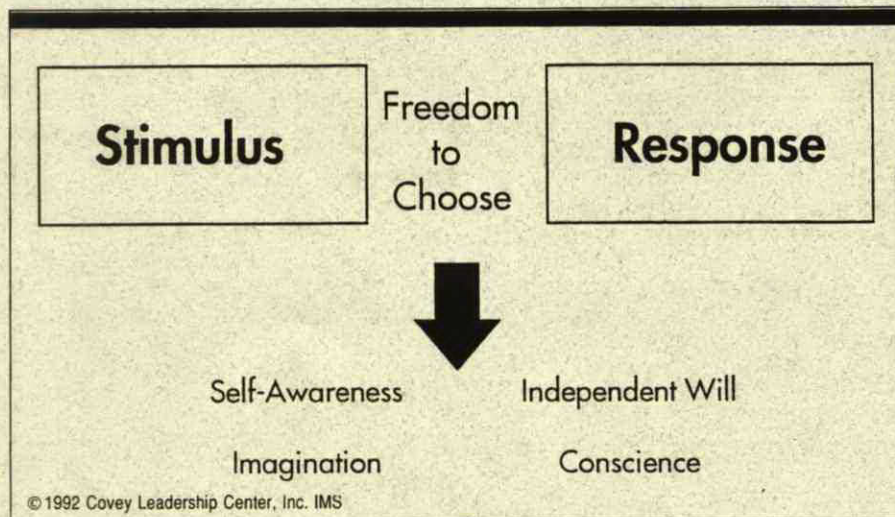 Stimulus
Freedom
to
Choose
Response
Self-Awareness
Independent Will
Imagination
Conscience
©1992 Covey Leadership Center, Inc. IMS